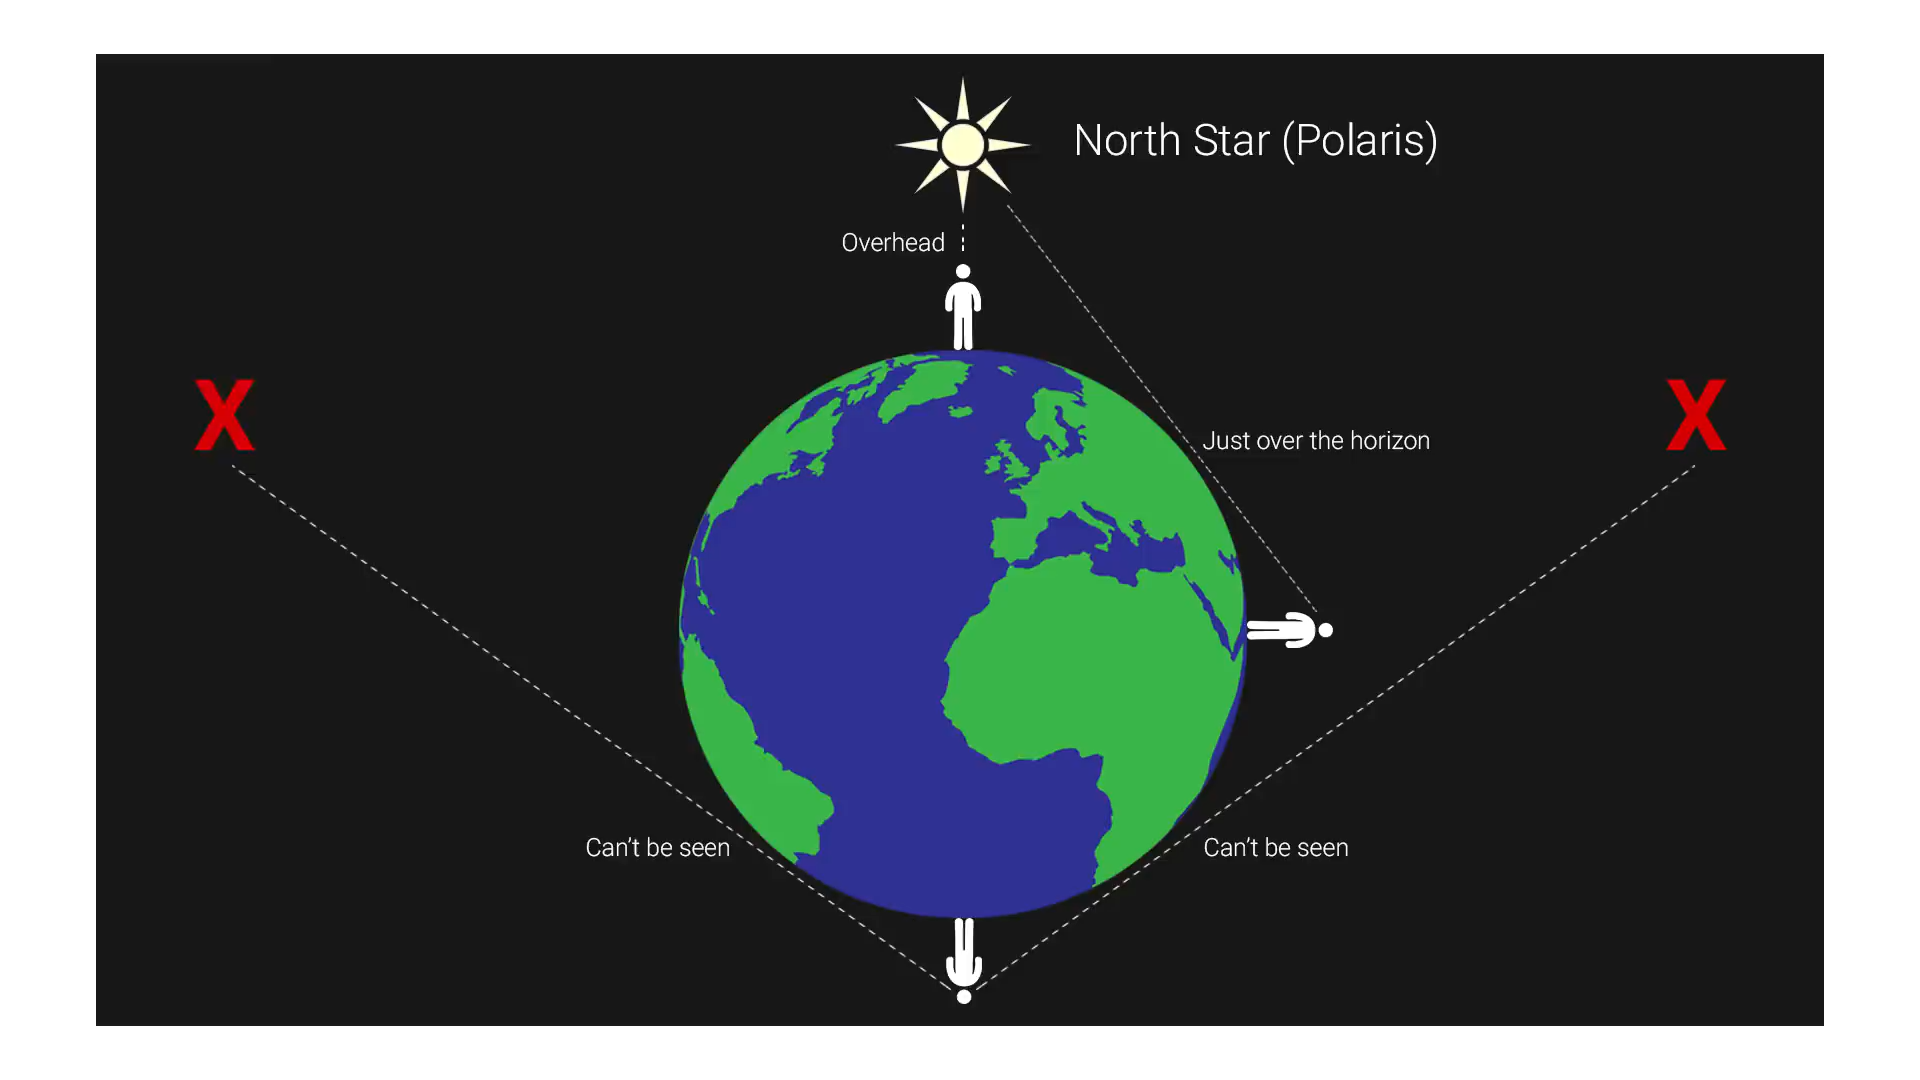 North Star (Polaris)
Overhead
X
X
Just over the horizon
Can't be seen
Can't be seen